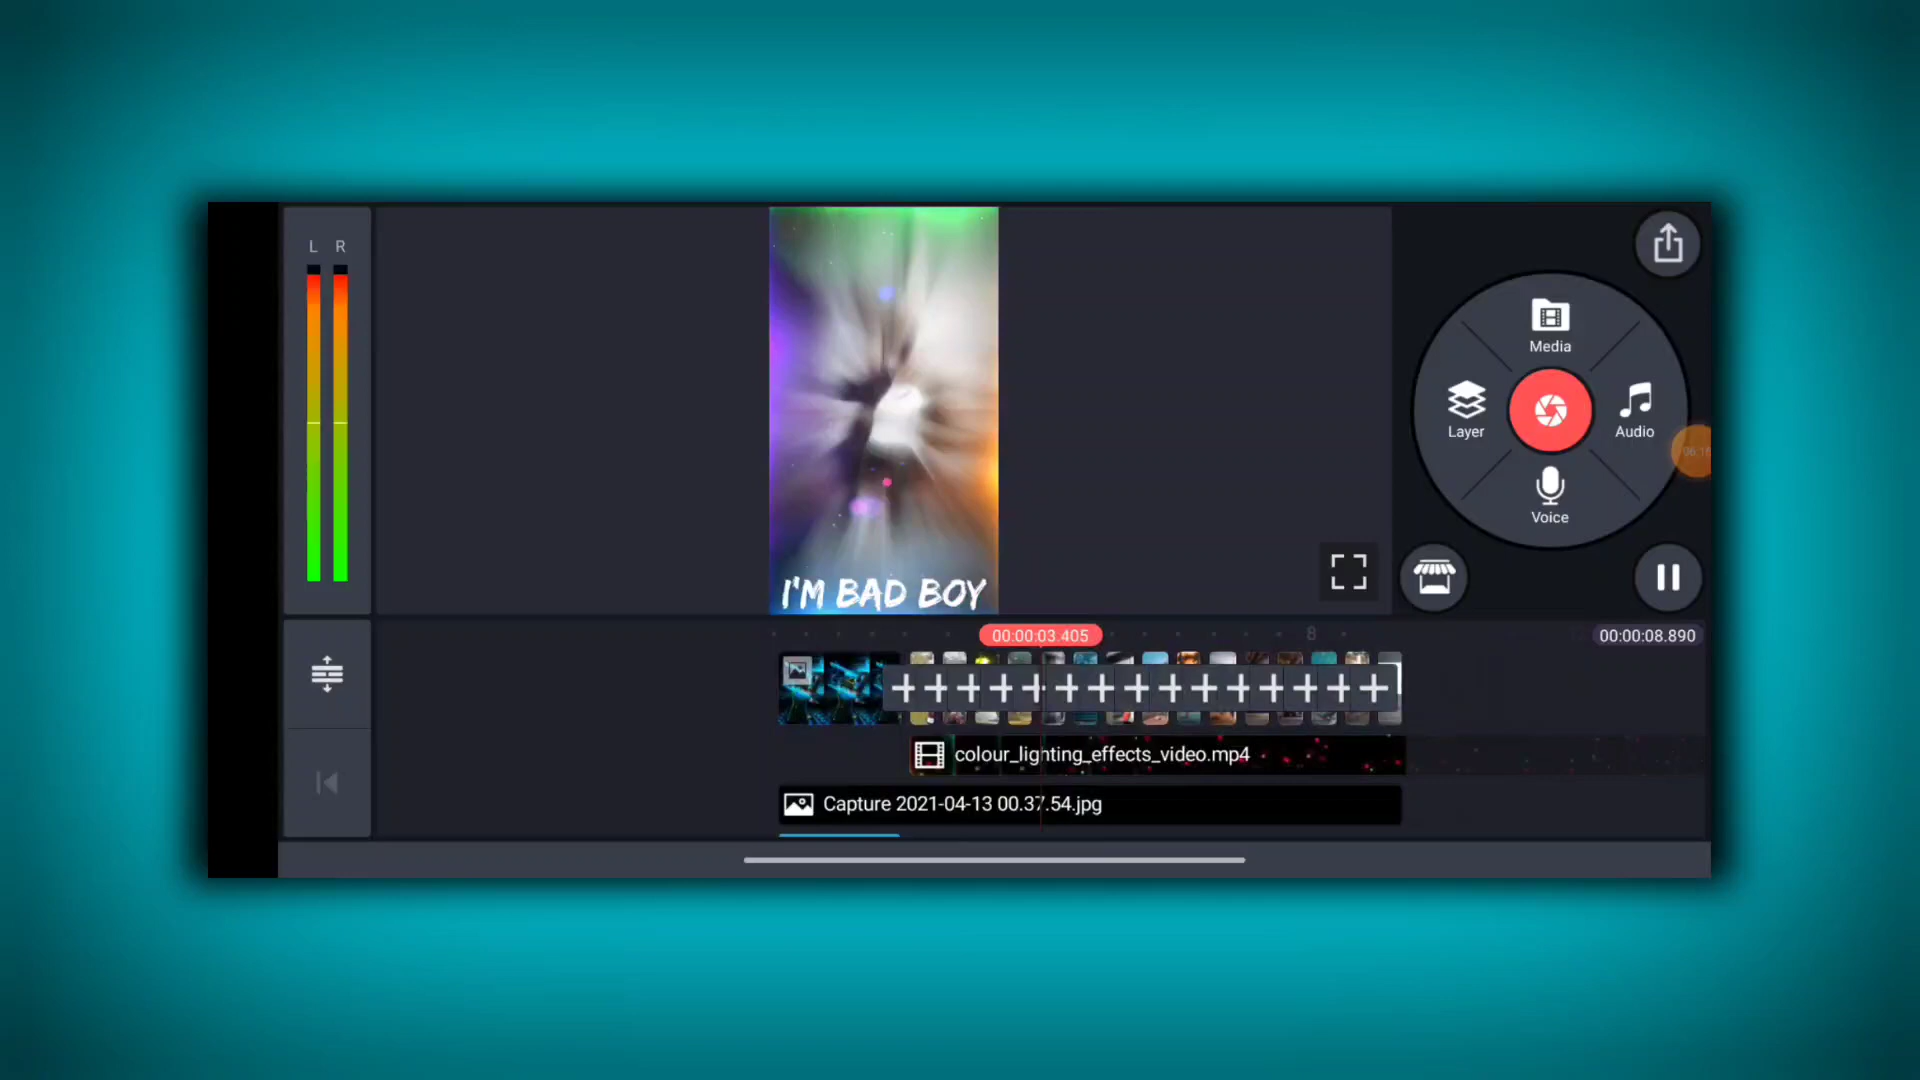 L R
Media
Layer
Audio
Voice
I'M BAD BOY
00:00:03.405
8
00:00:08.890
colour_lighting_effects_video.mp4
Capture 2021-04-13 00.37.54.jpg